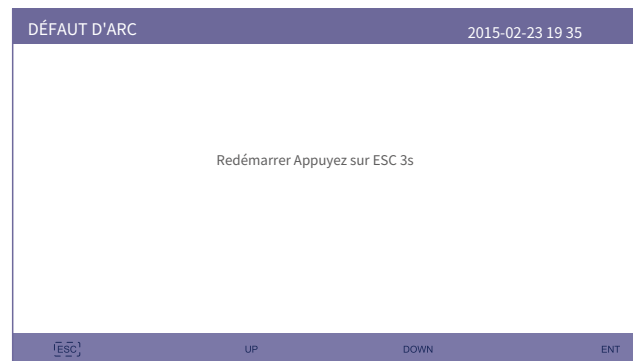 DÉFAUT D'ARC 2015-02-23 19 35
Redémarrer Appuyez sur ESC 3s
ESC UP DOWN ENT